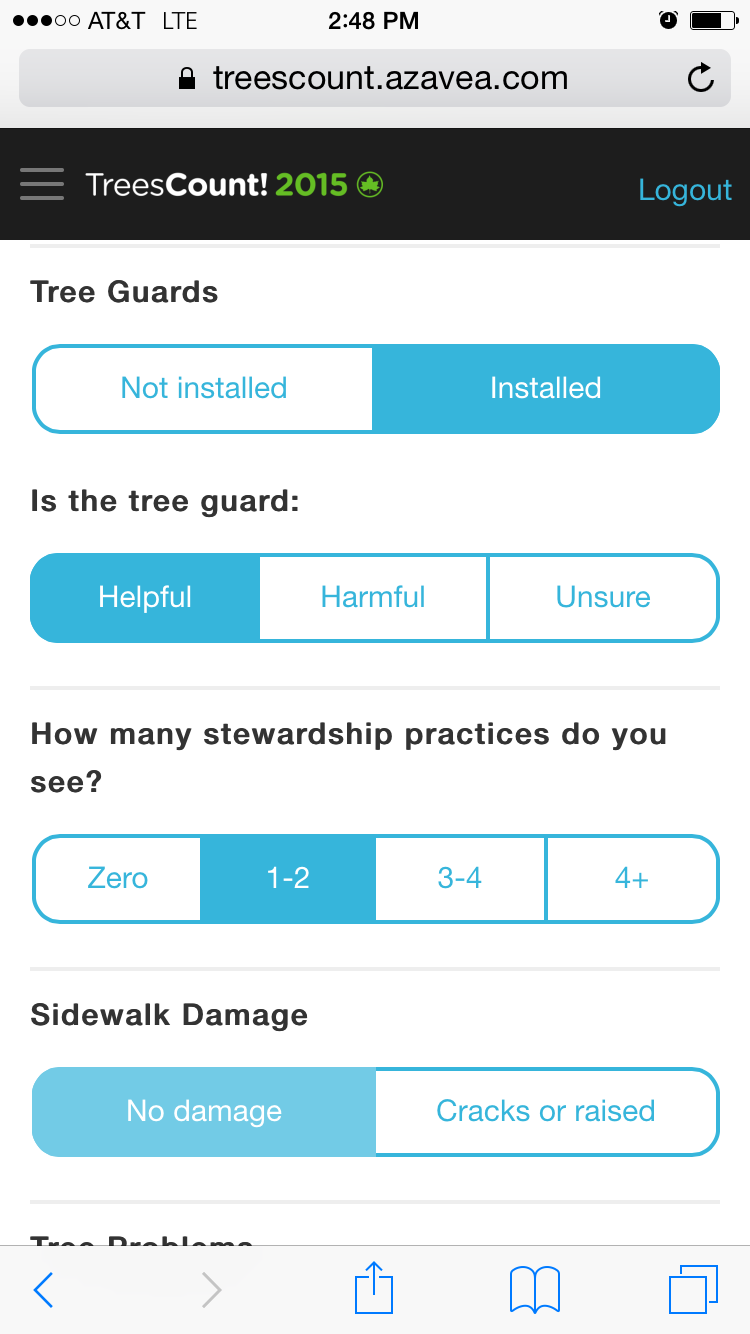 AT&T LTE 2:48 PM
treescount.azavea.com
TreesCount! 2015 Logout
Tree Guards
Not installed Installed
Is the tree guard:
Helpful Harmful Unsure
How many stewardship practices do you
see?
Zero 1-2 3-4 4+
Sidewalk Damage
No damage Cracks or raised
Tree Problems